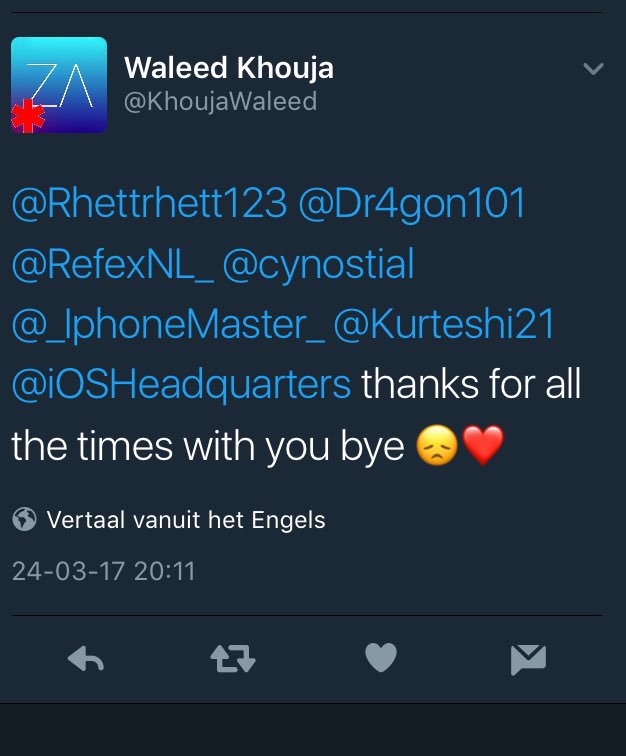 ZA
Waleed Khouja
@KhoujaWaleed
@Rhettrhett123 @Dr4gon101
@RefexNL_ @cynostial
@_IphoneMaster_ @Kurteshi21
@iOSHeadquarters thanks for all
the times with you bye 😞❤️
Vertaal vanuit het Engels
24-03-17 20:11